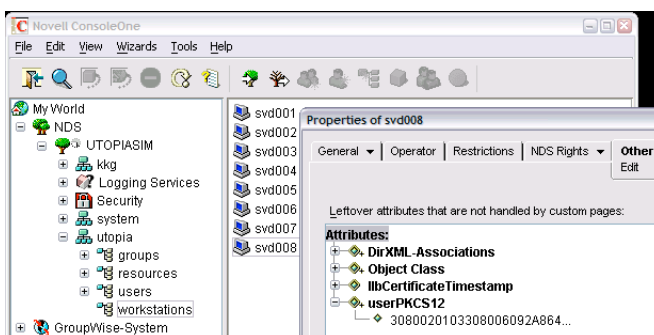 Novell ConsoleOne
File Edit View Wizards Tools Help
My World
NDS
UTOPIASIM
kkg
Logging Services
Security
system
utopia
groups
resources
users
workstations
GroupWise-System
svd001
svd002
svd003
svd004
svd005
svd006
svd007
svd008
Properties of svd008
General Operator Restrictions NDS Rights Other
Edit
Leftover attributes that are not handled by custom pages:
Attributes:
DirXML-Associations
Object Class
llbCertificateTimestamp
userPKCS12
3080020103308006092A864...